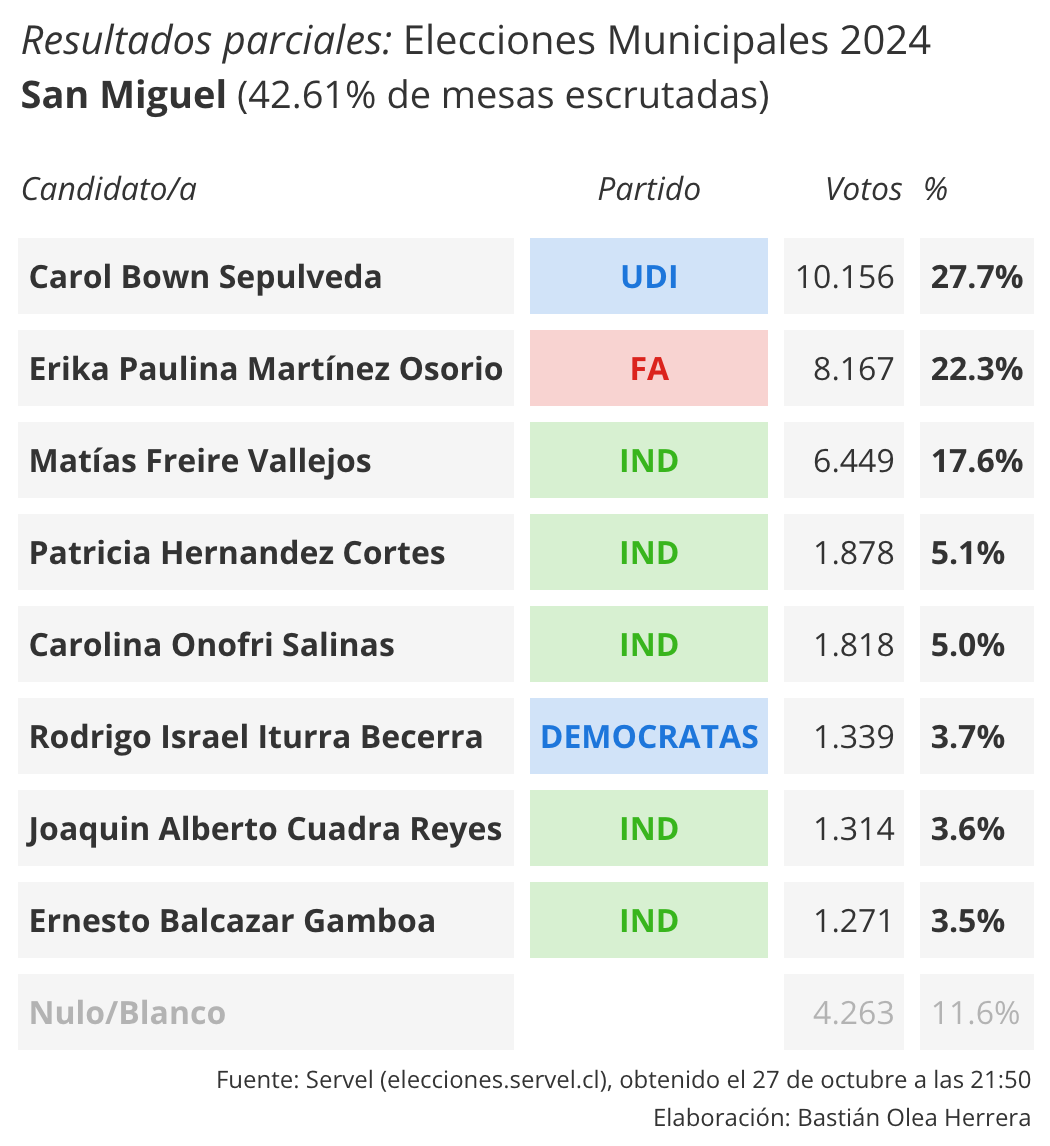 Resultados parciales: Elecciones Municipales 2024
San Miguel (42.61% de mesas escrutadas)
Candidato/a Partido Votos %
Carol Bown Sepulveda UDI 10.156 27.7%
Erika Paulina Martínez Osorio FA 8.167 22.3%
Matías Freire Vallejos IND 6.449 17.6%
Patricia Hernandez Cortes IND 1.878 5.1%
Carolina Onofri Salinas IND 1.818 5.0%
Rodrigo Israel Iturra Becerra DEMOCRATAS 1.339 3.7%
Joaquin Alberto Cuadra Reyes IND 1.314 3.6%
Ernesto Balcazar Gamboa IND 1.271 3.5%
Nulo/Blanco 4.263 11.6%
Fuente: Servel (elecciones.servel.cl), obtenido el 27 de octubre a las 21:50
Elaboración: Bastián Olea Herrera